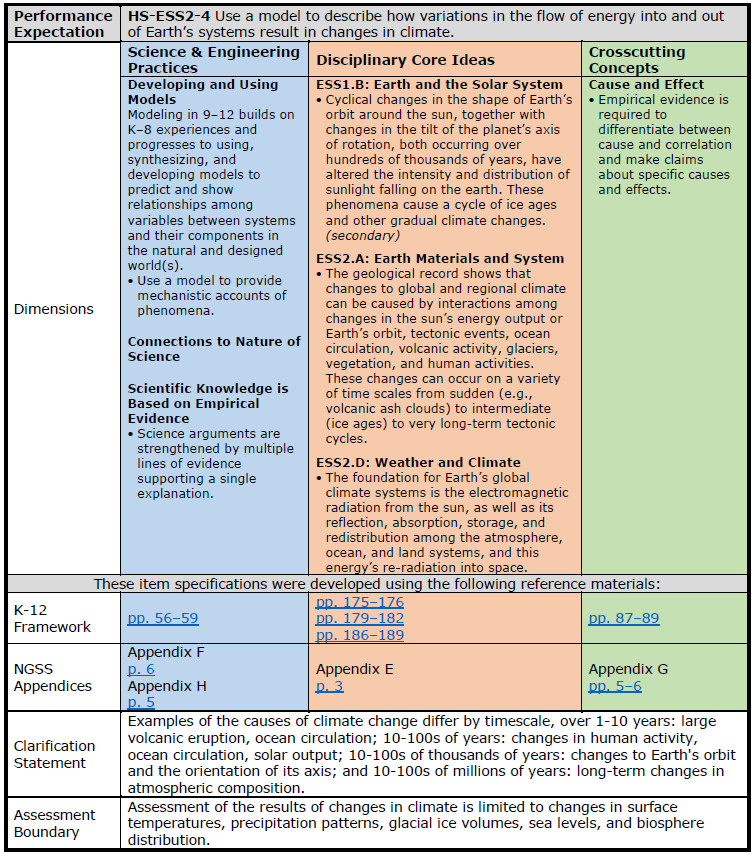 Performance Expectation
HS-ESS2-4 Use a model to describe how variations in the flow of energy into and out
of Earth's systems result in changes in climate.
Dimensions
Science & Engineering
Practices
Developing and Using
Models
Modeling in 9–12 builds on
K–8 experiences and
progresses to using,
synthesizing, and
developing models to
predict and show
relationships among
variables between systems
and their components in
the natural and designed
world(s).
• Use a model to provide
mechanistic accounts of
phenomena.
Connections to Nature of
Science
Scientific Knowledge is
Based on Empirical
Evidence
• Science arguments are
strengthened by multiple
lines of evidence
supporting a single
explanation.
Disciplinary Core Ideas
ESS1.B: Earth and the Solar System
• Cyclical changes in the shape of Earth's
orbit around the sun, together with
changes in the tilt of the planet's axis
of rotation, both occurring over
hundreds of thousands of years, have
altered the intensity and distribution of
sunlight falling on the earth. These
phenomena cause a cycle of ice ages
and other gradual climate changes.
(secondary)
ESS2.A: Earth Materials and System
• The geological record shows that
changes to global and regional climate
can be caused by interactions among
changes in the sun's energy output or
Earth's orbit, tectonic events, ocean
circulation, volcanic activity, glaciers,
vegetation, and human activities.
These changes can occur on a variety
of time scales from sudden (e.g.,
volcanic ash clouds) to intermediate
(ice ages) to very long-term tectonic
cycles.
ESS2.D: Weather and Climate
• The foundation for Earth's global
climate systems is the electromagnetic
radiation from the sun, as well as its
reflection, absorption, storage, and
redistribution among the atmosphere,
ocean, and land systems, and this
energy's re-radiation into space.
Crosscutting
Concepts
Cause and Effect
• Empirical evidence is
required to
differentiate between
cause and correlation
and make claims
about specific causes
and effects.
These item specifications were developed using the following reference materials:
K-12
Framework
pp. 56–59
pp. 175–176
pp. 179–182
pp. 186–189
pp. 87–89
NGSS
Appendices
Appendix F
p. 6
Appendix H
p. 5
Appendix E
p. 3
Appendix G
pp. 5–6
Clarification
Statement
Examples of the causes of climate change differ by timescale, over 1-10 years: large
volcanic eruption, ocean circulation; 10-100s of years: changes in human activity,
ocean circulation, solar output; 10-100s of thousands of years: changes to Earth's orbit
and the orientation of its axis; and 10-100s of millions of years: long-term changes in
atmospheric composition.
Assessment
Boundary
Assessment of the results of changes in climate is limited to changes in surface
temperatures, precipitation patterns, glacial ice volumes, sea levels, and biosphere
distribution.